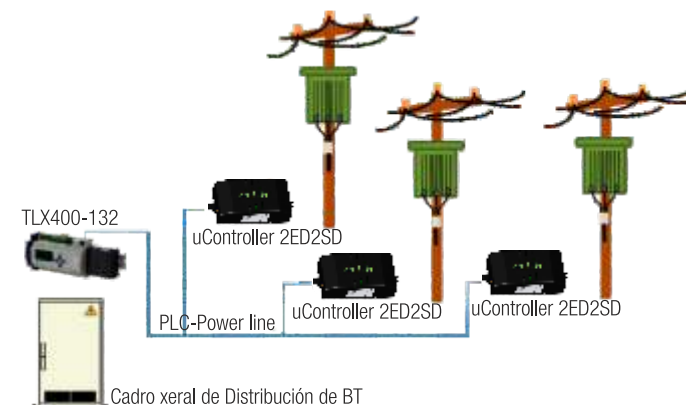 TLX400-132
uController 2ED2SD
uController 2ED2SD
uController 2ED2SD
PLC-Power line
Cadro xeral de Distribución de BT